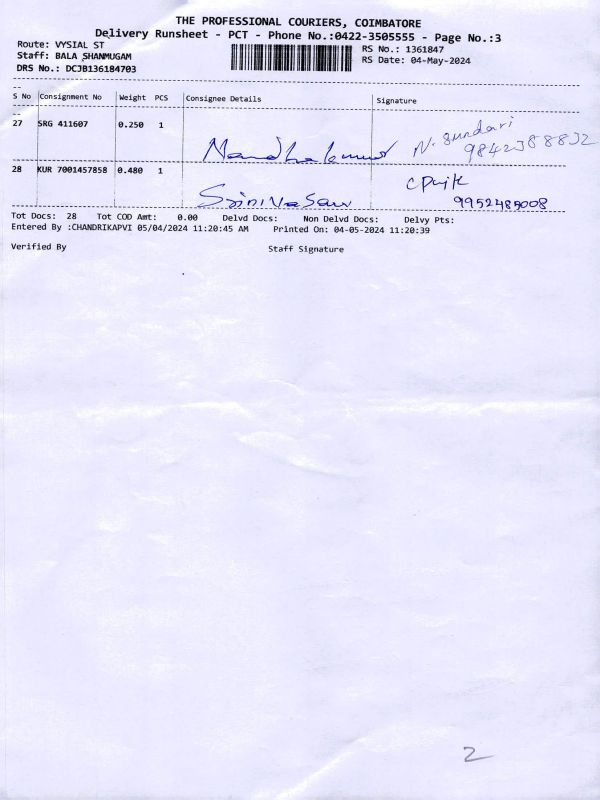 THE PROFESSIONAL COURIERS, COIMBATORE
Delivery Runsheet - PCT - Phone No.:0422-3505555 - Page No.:3
Route: VYSIAL ST
RS No.: 1361847
Staff: BALA SHANMUGAM
RS Date: 04-May-2024
DRS No.: DCJB136184703
S No Consignment No Weight PCS Consignee Details Signature
27 SRG 411607 0.250 1
Nandhakumar N. Sundari
28 KUR 7001457858 0.480 1
Srinivasan 9952485008
Tot Docs: 28 Tot COD Amt: 0.00 Delvd Docs: Non Delvd Docs: Delvy Pts:
Entered By :CHANDRIKAPVI 05/04/2024 11:20:45 AM Printed On: 04-05-2024 11:20:39
Verified By Staff Signature
2